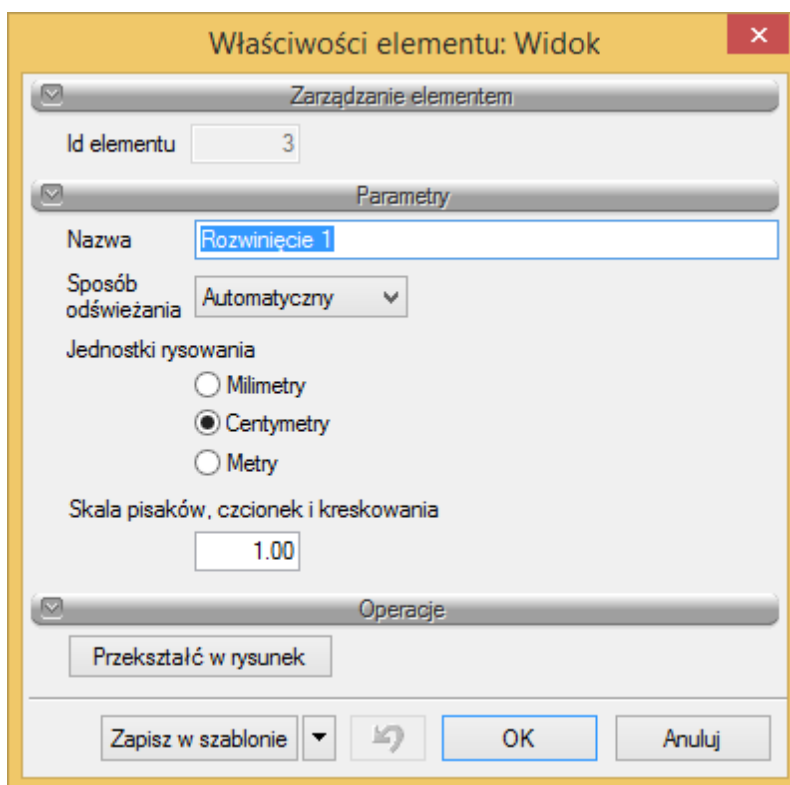 Właściwości elementu: Widok
Zarządzanie elementem
Id elementu 3
Parametry
Nazwa Rozwinięcie 1
Sposób
odświeżania Automatyczny
Jednostki rysowania
Milimetry
Centymetry
Metry
Skala pisaków, czcionek i kreskowania
1.00
Operacje
Przekształć w rysunek
Zapisz w szablonie OK Anuluj